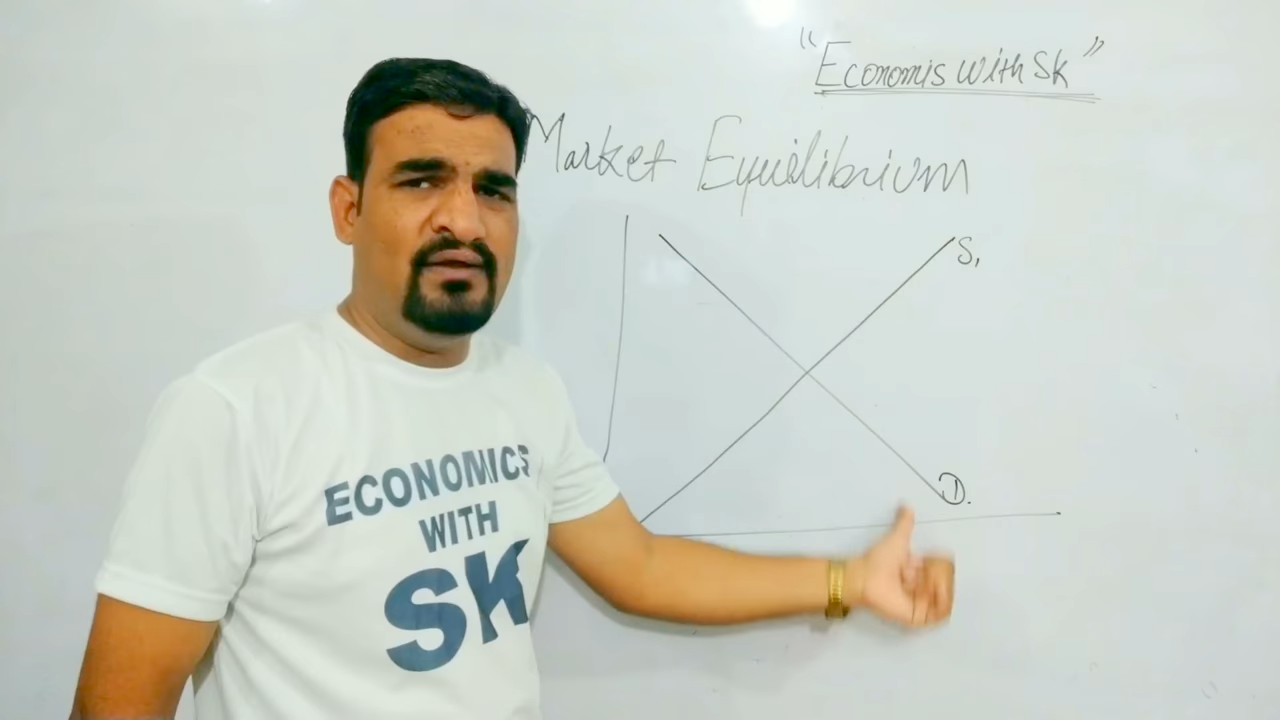 “Economis with SK”
Market Equilibrium
S,
D.
ECONOMICS
WITH
SK